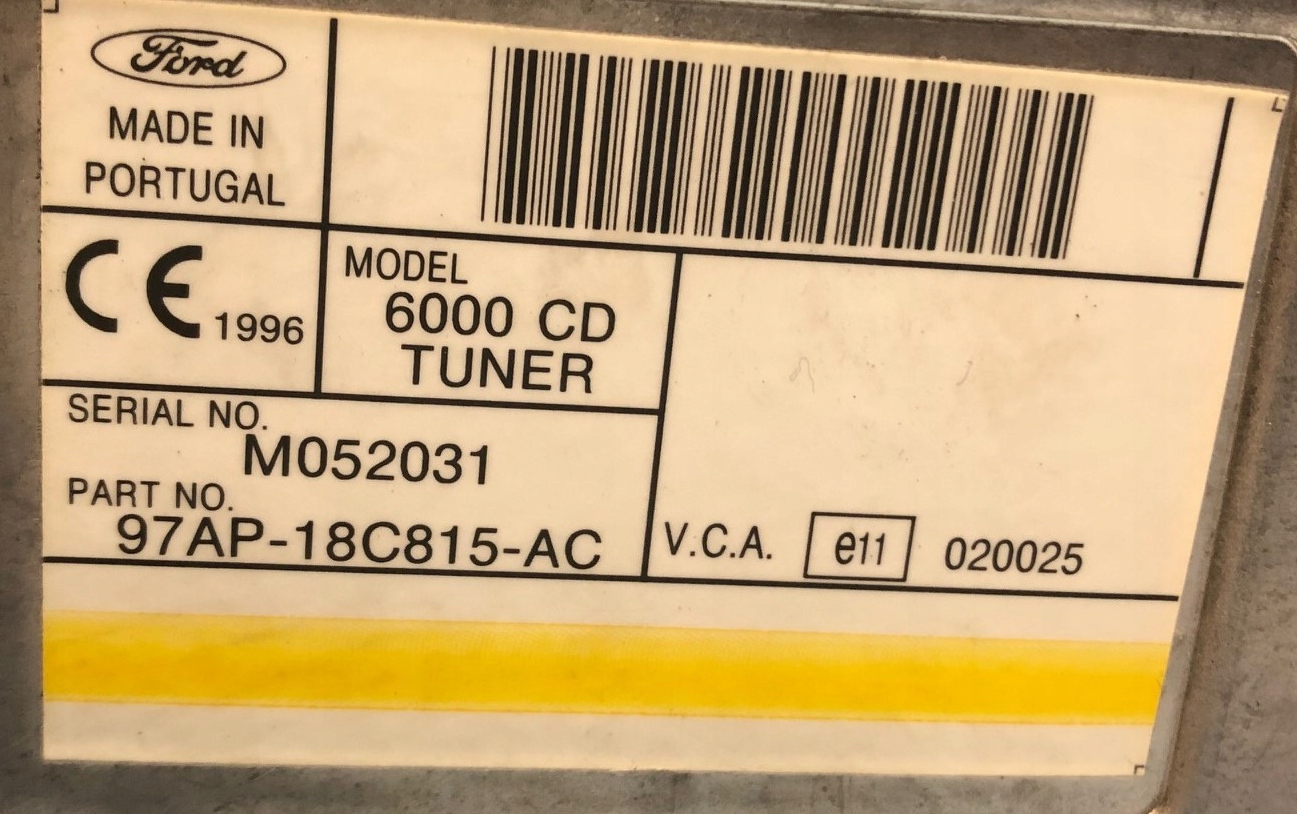 Ford
MADE IN
PORTUGAL
CE 1996
MODEL
6000 CD
TUNER
SERIAL NO.
M052031
PART NO.
97AP-18C815-AC
V.C.A. e11 020025